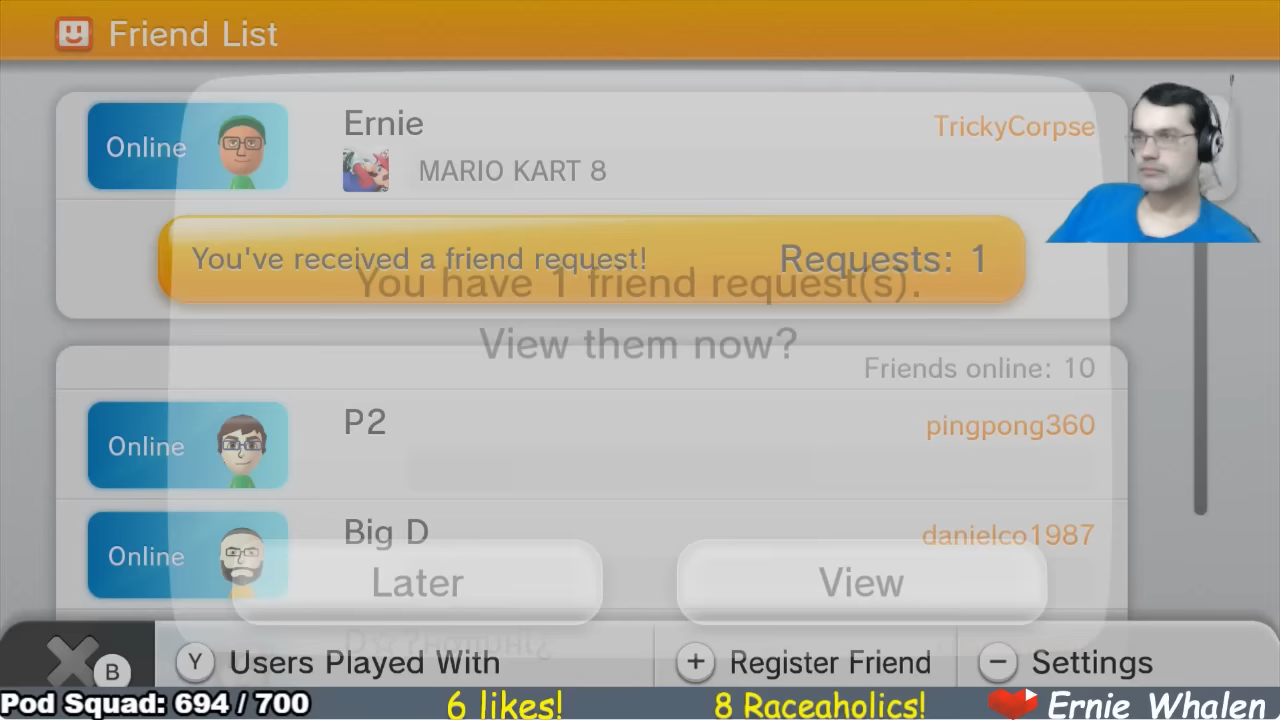 Friend List
Online
Ernie
TrickyCorpse
MARIO KART 8
You've received a friend request!
Requests: 1
You have 1 friend request(s).
View them now?
Friends online: 10
Online
P2
pingpong360
Online
Big D
danielco1987
Later
View
B
Y
Users Played With
+
Register Friend
−
Settings
Pod Squad: 694 / 700
6 likes!
8 Raceaholics!
Ernie Whalen